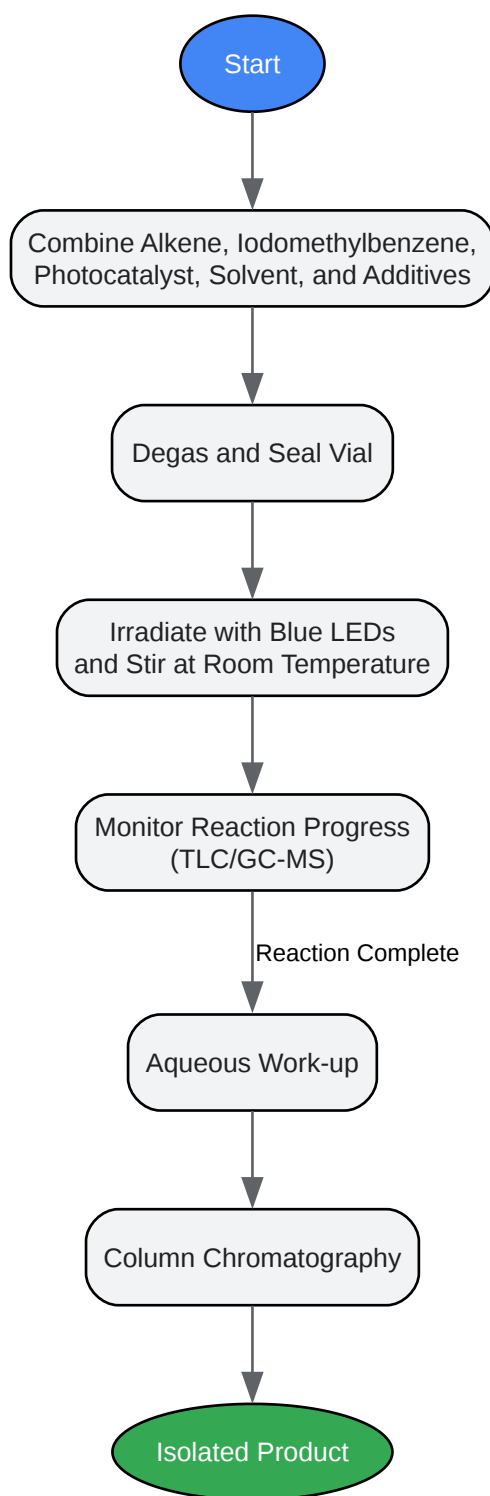 Start
Combine Alkene, Iodomethylbenzene,
Photocatalyst, Solvent, and Additives
Degas and Seal Vial
Irradiate with Blue LEDs
and Stir at Room Temperature
Monitor Reaction Progress
(TLC/GC-MS)
Reaction Complete
Aqueous Work-up
Column Chromatography
Isolated Product